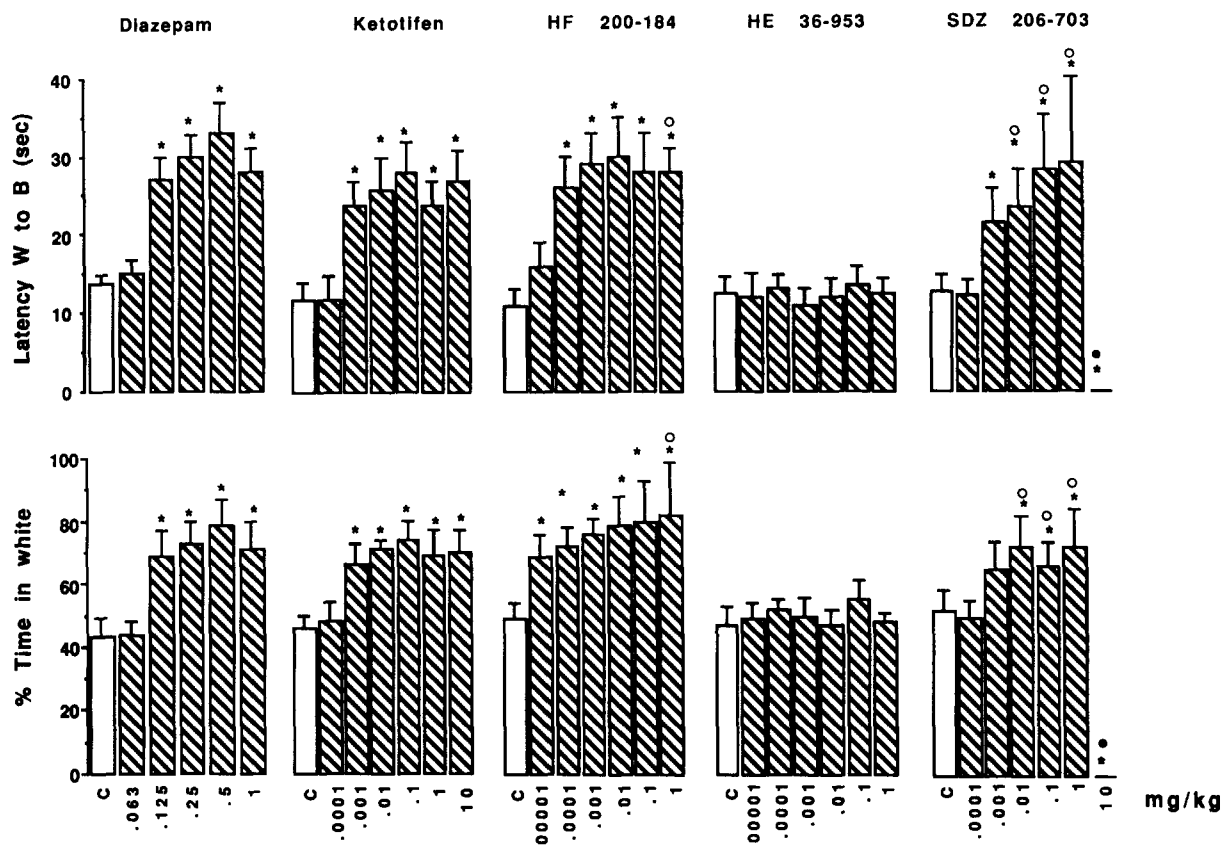 Diazepam Ketotifen HF 200-184 HE 36-953 SDZ 206-703
Latency W to B (sec)
40
30
20
10
0
% Time in white
100
80
60
40
20
0
C .063 .125 .25 .5 1
C .0001 .001 .01 .1 1 10
C 00001 .0001 .001 .01 .1 1
C 00001 .0001 .001 .01 .1 1
C .0001 .001 .01 .1 1 10
mg/kg